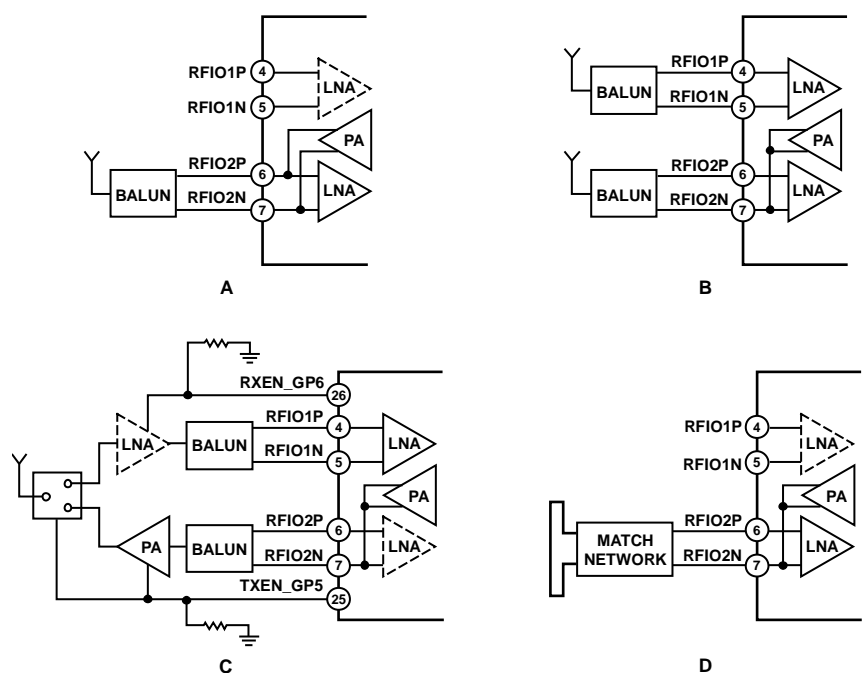 RFIO1P
4
LNA
RFIO1N
5
PA
RFIO2P
6
BALUN
LNA
RFIO2N
7
A
RFIO1P
4
BALUN
LNA
RFIO1N
5
PA
RFIO2P
6
BALUN
LNA
RFIO2N
7
B
RXEN_GP6
26
RFIO1P
4
LNA
BALUN
LNA
RFIO1N
5
PA
RFIO2P
6
PA
BALUN
LNA
RFIO2N
7
TXEN_GP5
25
C
RFIO1P
4
LNA
RFIO1N
5
PA
RFIO2P
6
MATCH
NETWORK
LNA
RFIO2N
7
D